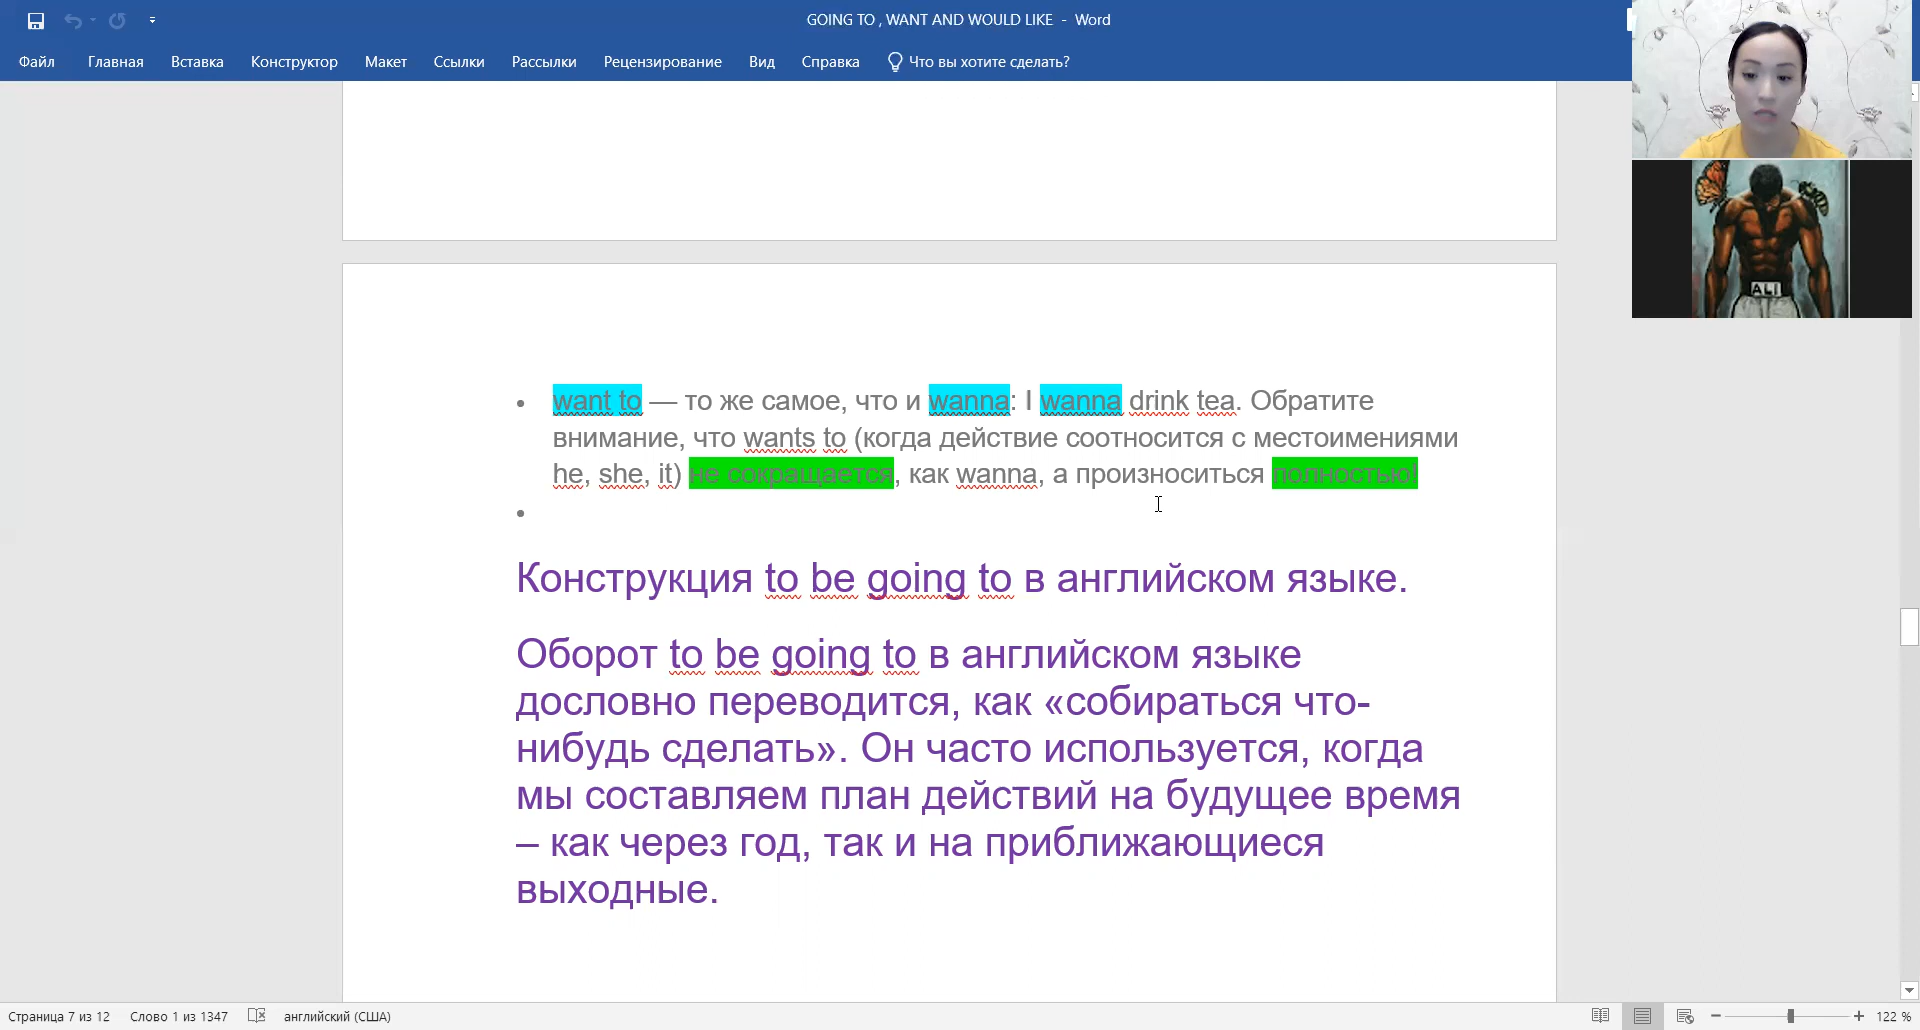 GOING TO , WANT AND WOULD LIKE - Word
Файл Главная Вставка Конструктор Макет Ссылки Рассылки Рецензирование Вид Справка Что вы хотите сделать?
ALI
want to — то же самое, что и wanna: I wanna drink tea. Обратите
внимание, что wants to (когда действие соотносится с местоимениями
he, she, it) не сокращается, как wanna, а произноситься полностью!
Конструкция to be going to в английском языке.
Оборот to be going to в английском языке
дословно переводится, как «собираться что-
нибудь сделать». Он часто используется, когда
мы составляем план действий на будущее время
– как через год, так и на приближающиеся
выходные.
Страница 7 из 12 Слово 1 из 1347 английский (США) 122 %